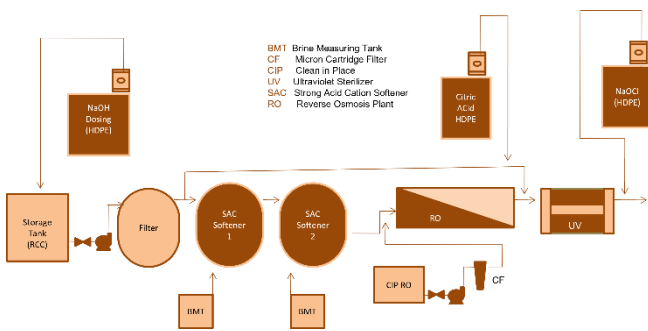 NaOH
Dosing
(HDPE)
BMT Brine Measuring Tank
CF Micron Cartridge Filter
CIP Clean in Place
UV Ultraviolet Sterilizer
SAC Strong Acid Cation Softener
RO Reverse Osmosis Plant
Citric
ACid
HDPE
NaOCl
(HDPE)
Storage
Tank
(RCC)
Filter
SAC
Softener
1
SAC
Softener
2
RO
UV
BMT
BMT
CIP RO
CF